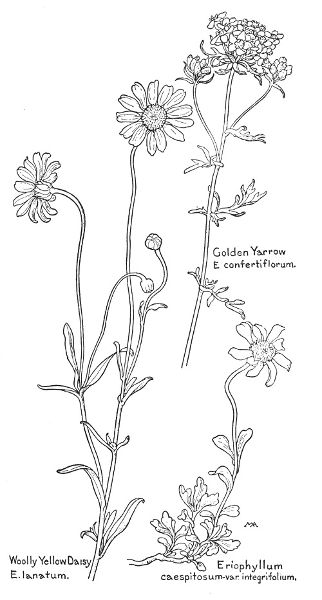 Golden Yarrow
E. confertiflorum.
Woolly Yellow Daisy
E. lanatum.
Eriophyllum
caespitosum-var. integrifolium.